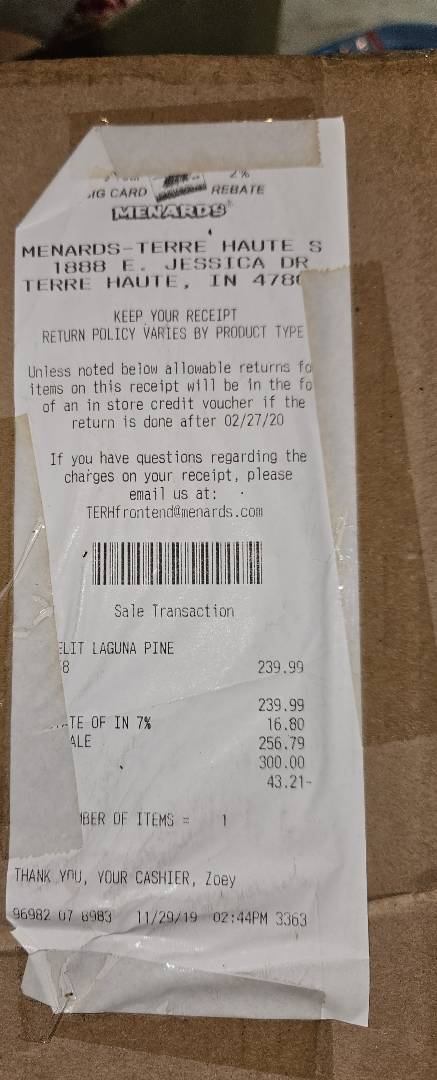 2%
IG CARD REBATE
MENARDS®
MENARDS-TERRE HAUTE S
1888 E. JESSICA DR
TERRE HAUTE, IN 478
KEEP YOUR RECEIPT
RETURN POLICY VARIES BY PRODUCT TYPE
Unless noted below allowable returns fo
items on this receipt will be in the fo
of an in store credit voucher if the
return is done after 02/27/20
If you have questions regarding the
charges on your receipt, please
email us at:
TERHfrontend@menards.com
Sale Transaction
ELIT LAGUNA PINE
8 239.99
239.99
TE OF IN 7% 16.80
ALE 256.79
300.00
43.21-
BER OF ITEMS = 1
THANK YOU, YOUR CASHIER, Zoey
96982 07 8983 11/29/19 02:44PM 3363